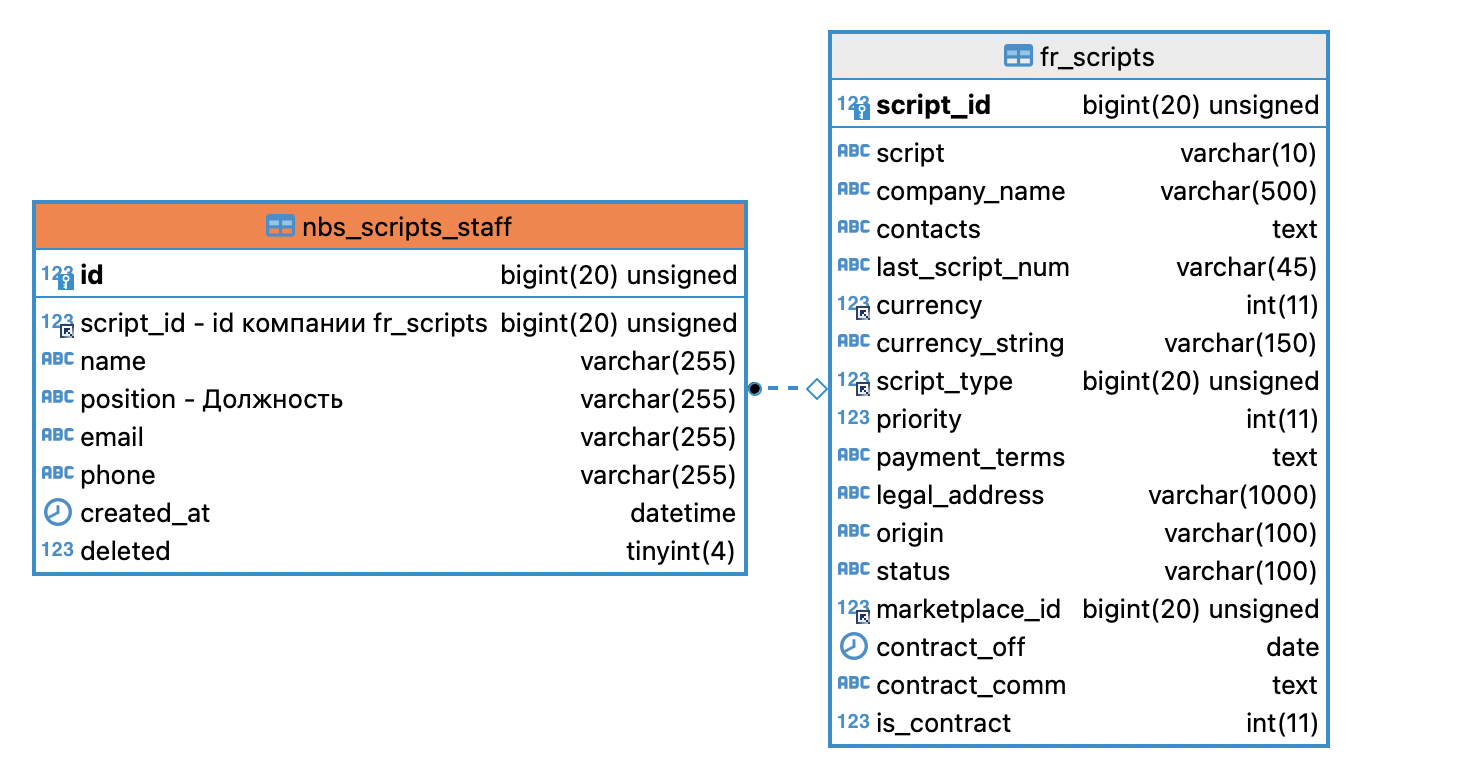 nbs_scripts_staff
123 id bigint(20) unsigned
123 script_id - id компании fr_scripts bigint(20) unsigned
ABC name varchar(255)
ABC position - Должность varchar(255)
ABC email varchar(255)
ABC phone varchar(255)
created_at datetime
123 deleted tinyint(4)
fr_scripts
123 script_id bigint(20) unsigned
ABC script varchar(10)
ABC company_name varchar(500)
ABC contacts text
ABC last_script_num varchar(45)
123 currency int(11)
ABC currency_string varchar(150)
123 script_type bigint(20) unsigned
123 priority int(11)
ABC payment_terms text
ABC legal_address varchar(1000)
ABC origin varchar(100)
ABC status varchar(100)
123 marketplace_id bigint(20) unsigned
contract_off date
ABC contract_comm text
123 is_contract int(11)